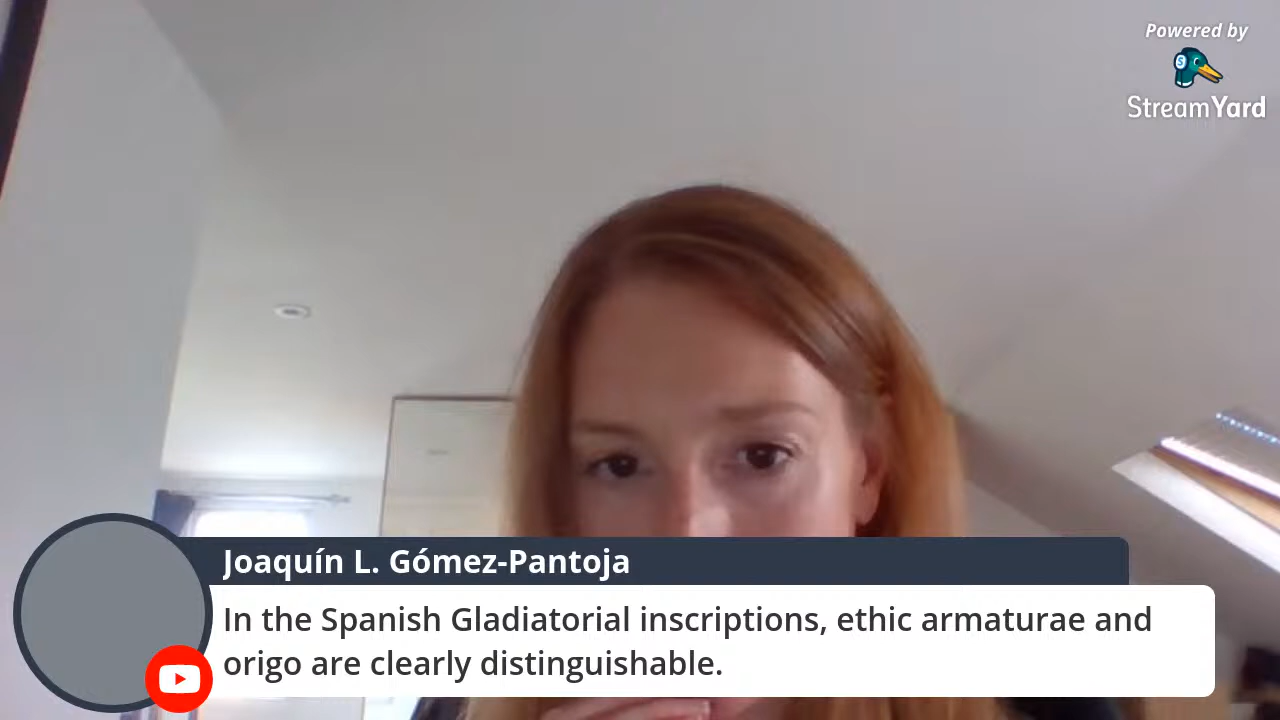 Powered by
StreamYard
Joaquín L. Gómez-Pantoja
In the Spanish Gladiatorial inscriptions, ethic armaturae and
origo are clearly distinguishable.